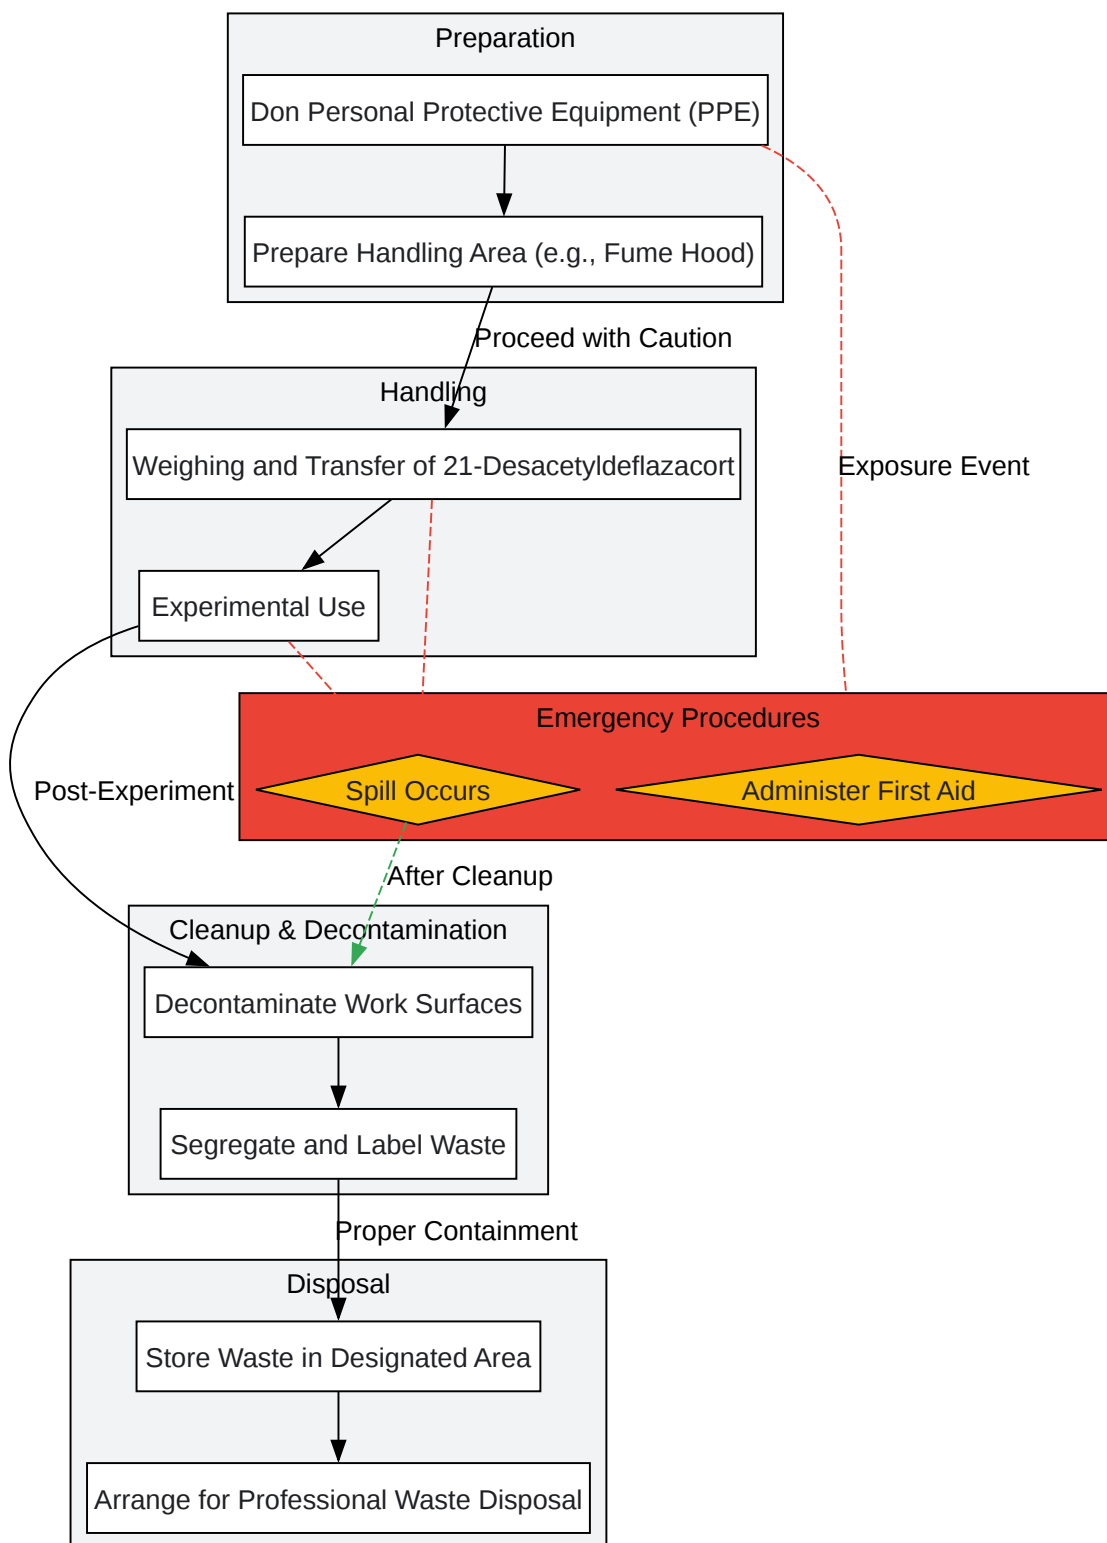 Preparation
Don Personal Protective Equipment (PPE)
Prepare Handling Area (e.g., Fume Hood)
Proceed with Caution
Handling
Weighing and Transfer of 21-Desacetyldeflazacort
Exposure Event
Experimental Use
Emergency Procedures
Post-Experiment
Spill Occurs
Administer First Aid
After Cleanup
Cleanup & Decontamination
Decontaminate Work Surfaces
Segregate and Label Waste
Proper Containment
Disposal
Store Waste in Designated Area
Arrange for Professional Waste Disposal